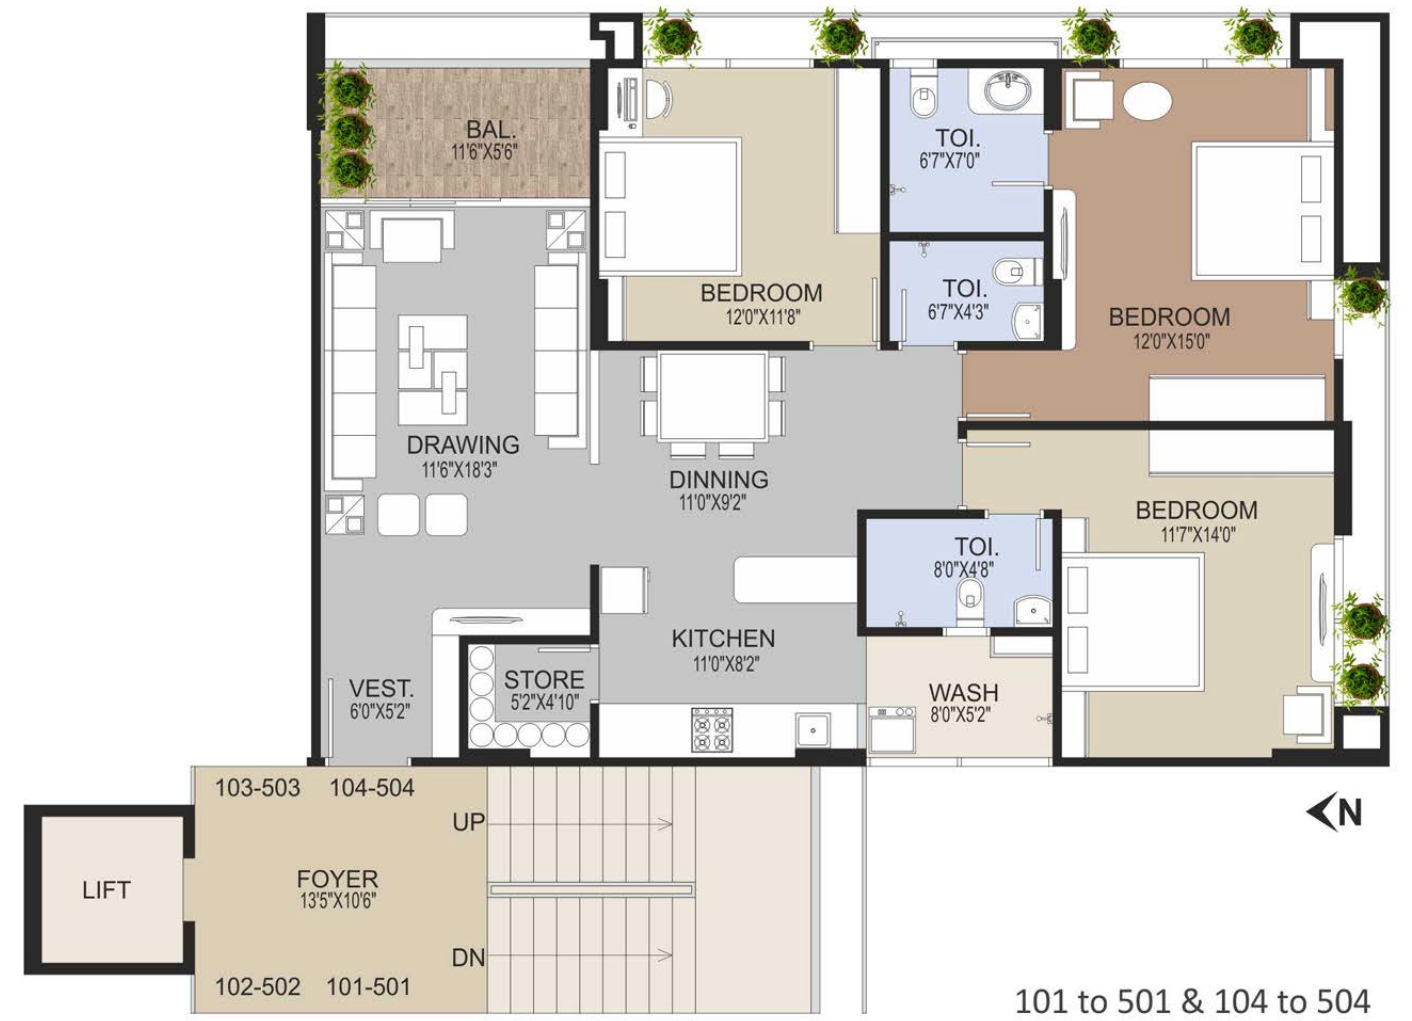 BAL.
11'6"X5'6"
TOI.
6'7"X7'0"
BEDROOM
12'0"X11'8"
TOI.
6'7"X4'3"
BEDROOM
12'0"X15'0"
DRAWING
11'6"X18'3"
DINNING
11'0"X9'2"
BEDROOM
11'7"X14'0"
TOI.
8'0"X4'8"
KITCHEN
11'0"X8'2"
STORE
5'2"X4'10"
VEST.
6'0"X5'2"
WASH
8'0"X5'2"
103-503 104-504
UP
N
LIFT
FOYER
13'5"X10'6"
DN
102-502 101-501
101 to 501 & 104 to 504